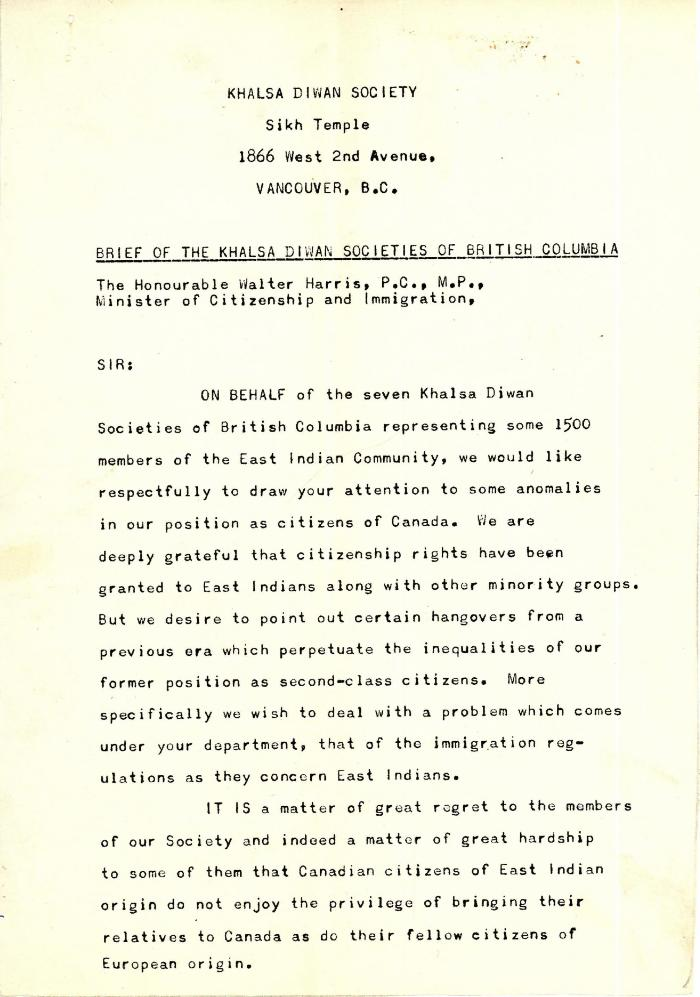 KHALSA DIWAN SOCIETY
Sikh Temple
1866 West 2nd Avenue,
VANCOUVER, B.C.
BRIEF OF THE KHALSA DIWAN SOCIETIES OF BRITISH COLUMBIA
The Honourable Walter Harris, P.C., M.P.,
Minister of Citizenship and Immigration,
SIR:
ON BEHALF of the seven Khalsa Diwan
Societies of British Columbia representing some 1500
members of the East Indian Community, we would like
respectfully to draw your attention to some anomalies
in our position as citizens of Canada. We are
deeply grateful that citizenship rights have been
granted to East Indians along with other minority groups.
But we desire to point out certain hangovers from a
previous era which perpetuate the inequalities of our
former position as second-class citizens. More
specifically we wish to deal with a problem which comes
under your department, that of the immigration reg-
ulations as they concern East Indians.
IT IS a matter of great regret to the members
of our Society and indeed a matter of great hardship
to some of them that Canadian citizens of East Indian
origin do not enjoy the privilege of bringing their
relatives to Canada as do their fellow citizens of
European origin.